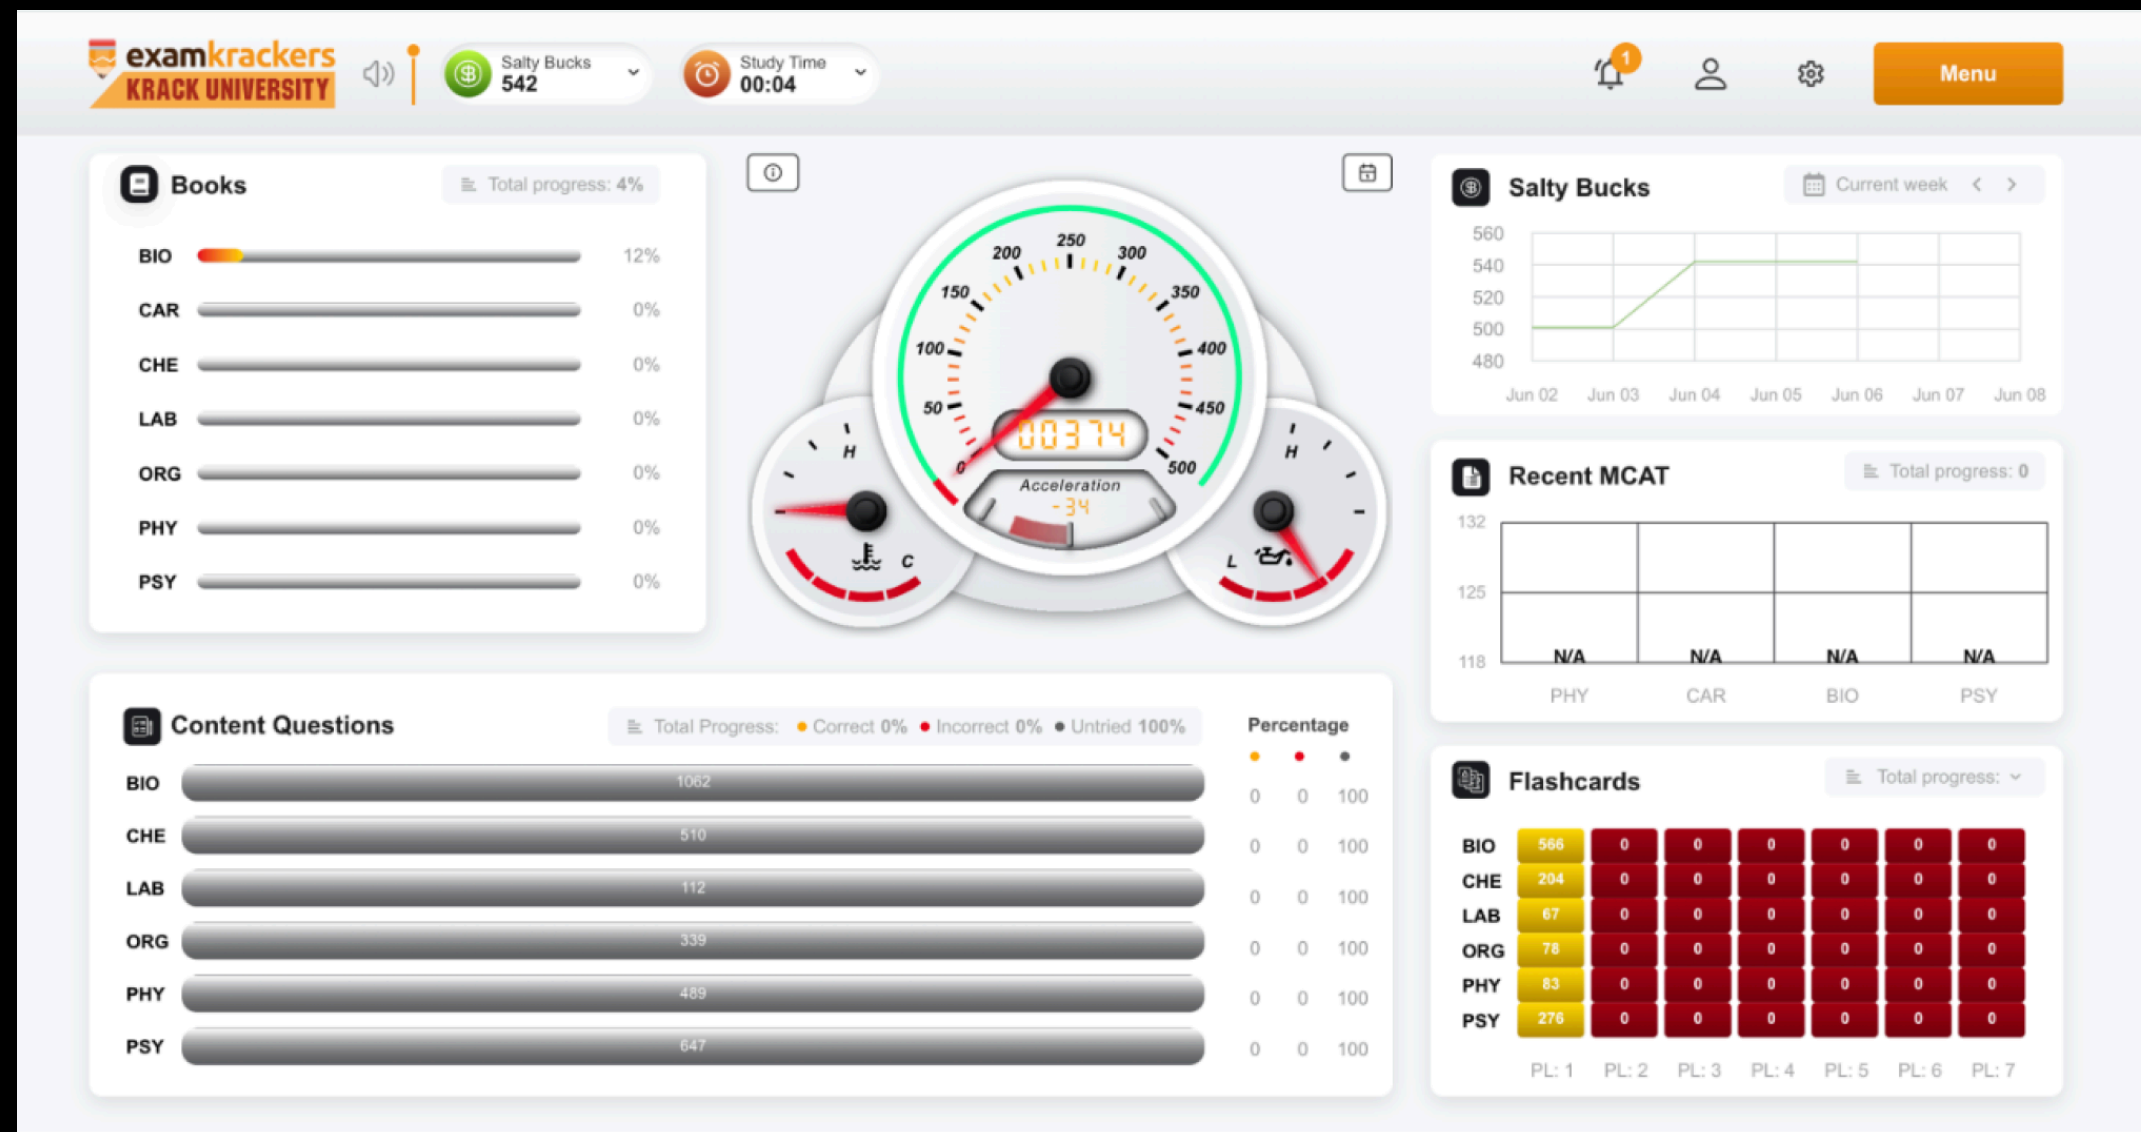 examkrackers
KRACK UNIVERSITY
Salty Bucks
542
Study Time
00:04
1
Menu
Books
Total progress: 4%
BIO 12%
CAR 0%
CHE 0%
LAB 0%
ORG 0%
PHY 0%
PSY 0%
0 50 100 150 200 250 300 350 400 450 500
00374
Acceleration
-34
H
C
H
L
Salty Bucks
Current week
560
540
520
500
480
Jun 02 Jun 03 Jun 04 Jun 05 Jun 06 Jun 07 Jun 08
Recent MCAT
Total progress: 0
132
125
118
N/A N/A N/A N/A
PHY CAR BIO PSY
Content Questions
Total Progress: Correct 0% Incorrect 0% Untried 100%
Percentage
BIO 1062 0 0 100
CHE 510 0 0 100
LAB 112 0 0 100
ORG 339 0 0 100
PHY 489 0 0 100
PSY 647 0 0 100
Flashcards
Total progress:
BIO 566 0 0 0 0 0 0
CHE 204 0 0 0 0 0 0
LAB 67 0 0 0 0 0 0
ORG 78 0 0 0 0 0 0
PHY 83 0 0 0 0 0 0
PSY 276 0 0 0 0 0 0
PL: 1 PL: 2 PL: 3 PL: 4 PL: 5 PL: 6 PL: 7